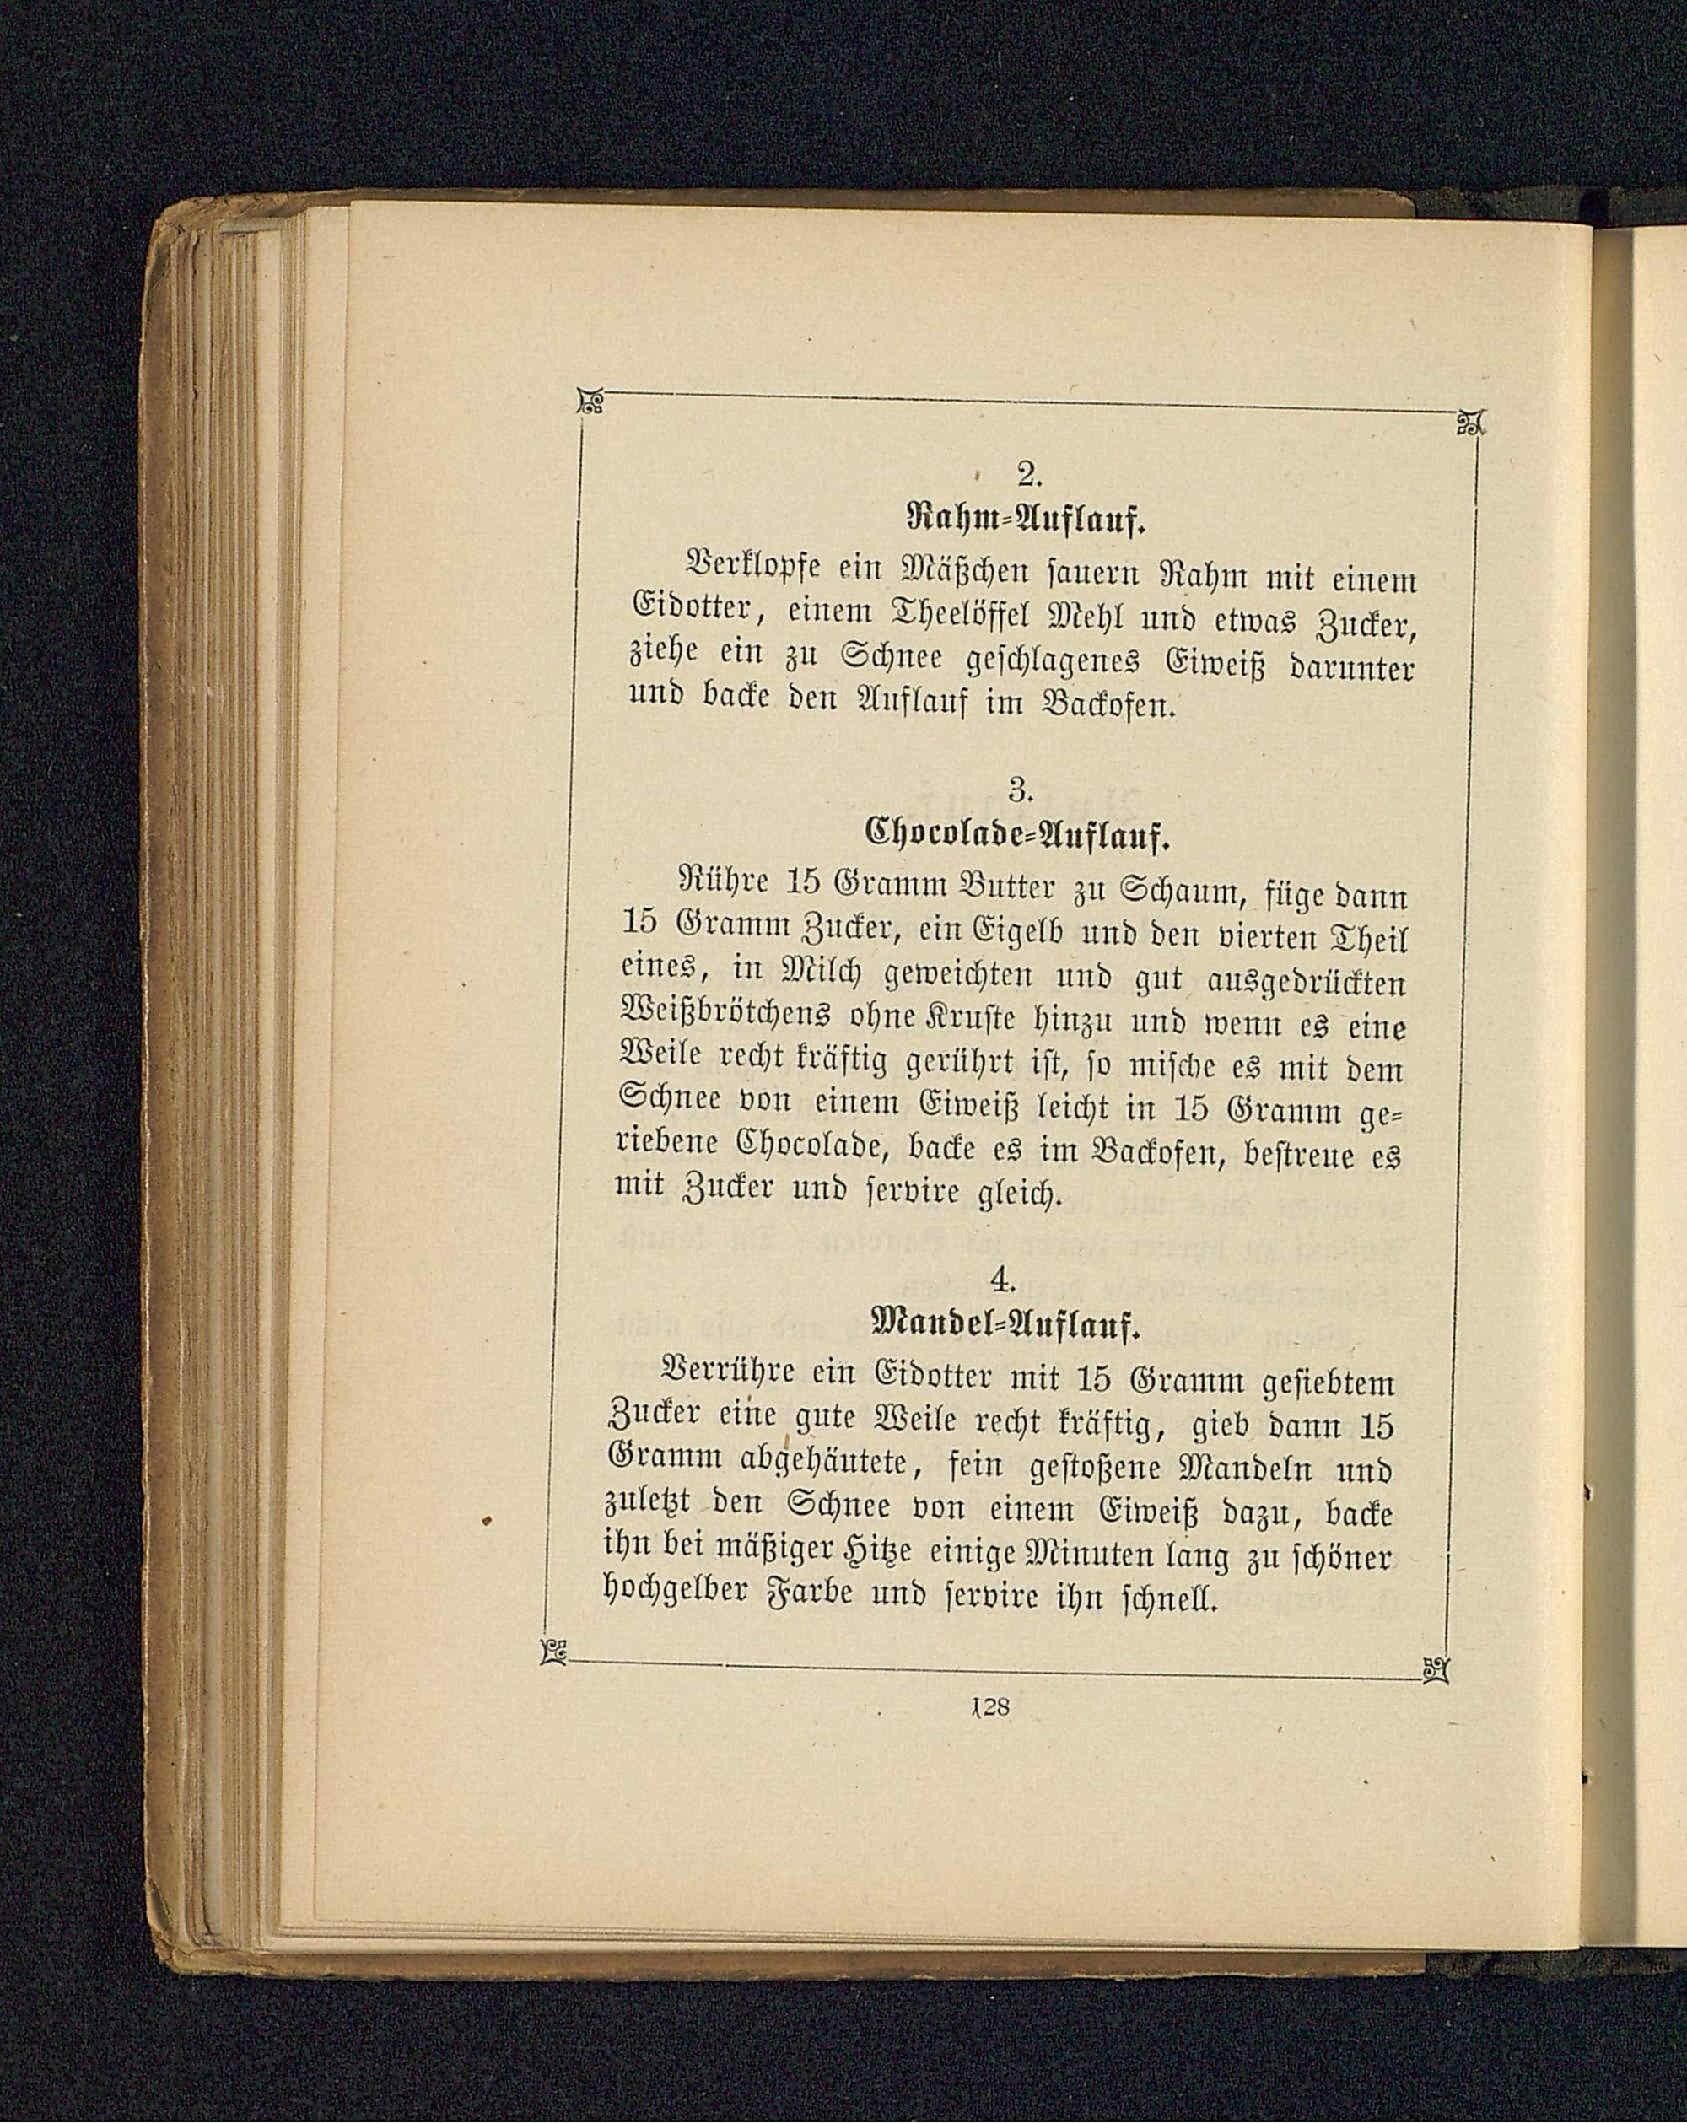 2.
Rahm-Auflauf.
Verklopfe ein Mäßchen sauern Rahm mit einem
Eidotter, einem Theelöffel Mehl und etwas Zucker,
ziehe ein zu Schnee geschlagenes Eiweiß darunter
und backe den Auflauf im Backofen.
3.
Chocolade-Auflauf.
Rühre 15 Gramm Butter zu Schaum, füge dann
15 Gramm Zucker, ein Eigelb und den vierten Theil
eines, in Milch geweichten und gut ausgedrückten
Weißbrötchens ohne Kruste hinzu und wenn es eine
Weile recht kräftig gerührt ist, so mische es mit dem
Schnee von einem Eiweiß leicht in 15 Gramm ge-
riebene Chocolade, backe es im Backofen, bestreue es
mit Zucker und servire gleich.
4.
Mandel-Auflauf.
Verrühre ein Eidotter mit 15 Gramm gesiebtem
Zucker eine gute Weile recht kräftig, gieb dann 15
Gramm abgehäutete, fein gestoßene Mandeln und
zuletzt den Schnee von einem Eiweiß dazu, backe
ihn bei mäßiger Hitze einige Minuten lang zu schöner
hochgelber Farbe und servire ihn schnell.
128